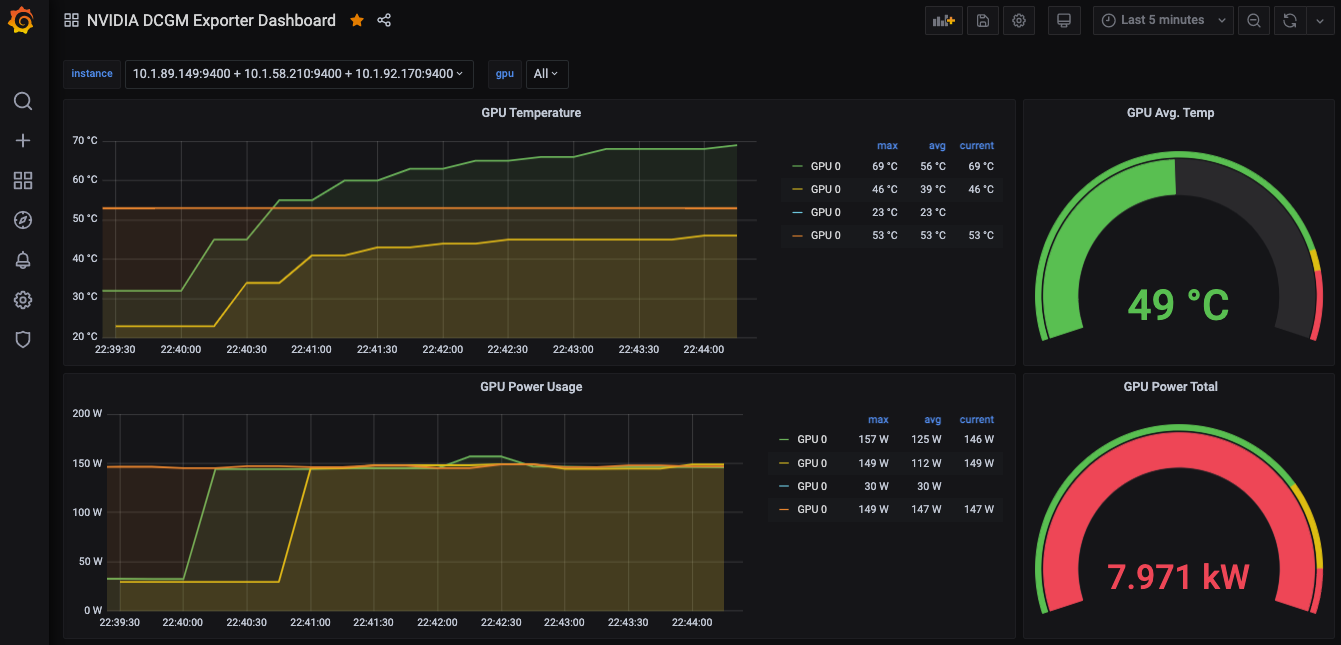 NVIDIA DCGM Exporter Dashboard
Last 5 minutes
instance 10.1.89.149:9400 + 10.1.58.210:9400 + 10.1.92.170:9400 gpu All
GPU Temperature
70 °C
60 °C
50 °C
40 °C
30 °C
20 °C
22:39:30 22:40:00 22:40:30 22:41:00 22:41:30 22:42:00 22:42:30 22:43:00 22:43:30 22:44:00
max avg current
GPU 0 69 °C 56 °C 69 °C
GPU 0 46 °C 39 °C 46 °C
GPU 0 23 °C 23 °C
GPU 0 53 °C 53 °C 53 °C
GPU Avg. Temp
49 °C
GPU Power Usage
200 W
150 W
100 W
50 W
0 W
22:39:30 22:40:00 22:40:30 22:41:00 22:41:30 22:42:00 22:42:30 22:43:00 22:43:30 22:44:00
max avg current
GPU 0 157 W 125 W 146 W
GPU 0 149 W 112 W 149 W
GPU 0 30 W 30 W
GPU 0 149 W 147 W 147 W
GPU Power Total
7.971 kW